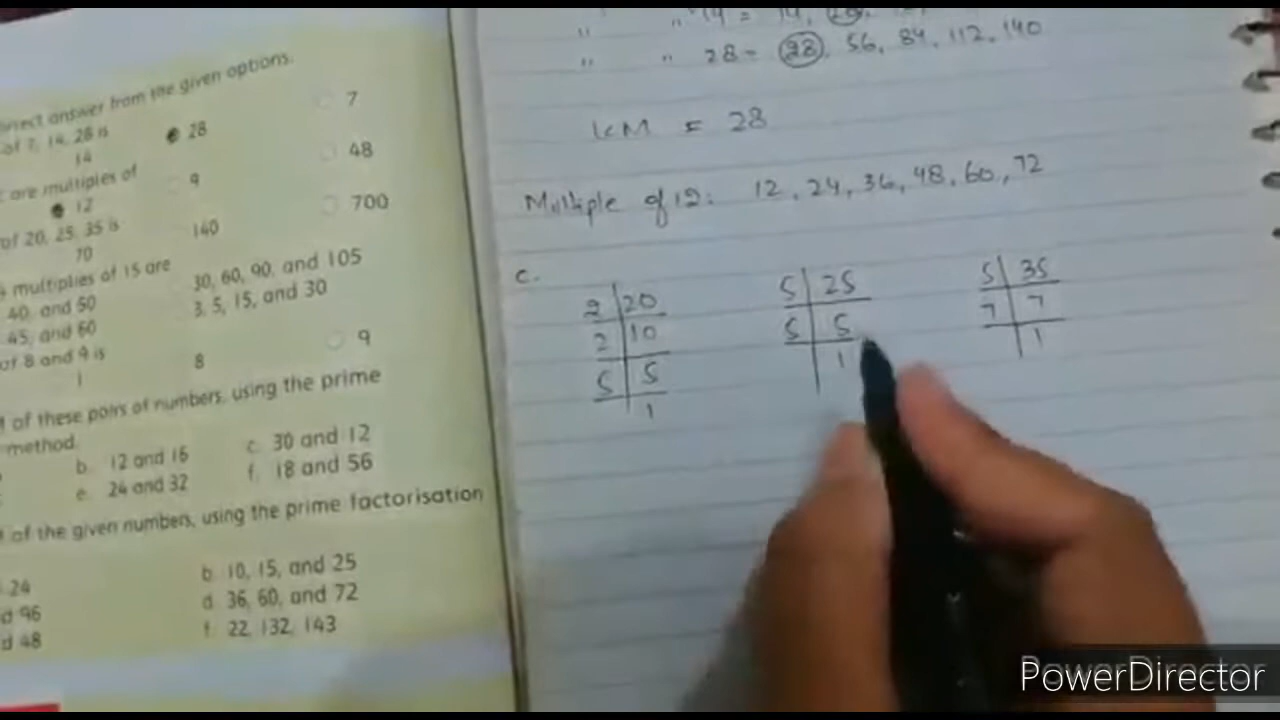 correct answer from the given options.
of 7, 14, 28 is
14
28
7
are multiples of
12
9
48
of 20, 25, 35 is
70
140
700
multiples of 15 are
40, and 50
30, 60, 90, and 105
45, and 60
3, 5, 15, and 30
of 8 and 9 is
1
8
9
of these pairs of numbers, using the prime
method.
b. 12 and 16
c. 30 and 12
e. 24 and 32
f. 18 and 56
of the given numbers, using the prime factorisation
24
b. 10, 15, and 25
d 96
d. 36, 60, and 72
d 48
f. 22, 132, 143
" " 14 = 14, 28,
" " 28 = 28, 56, 84, 112, 140
LCM = 28
Multiple of 12: 12, 24, 36, 48, 60, 72
c.
2 20
2 10
5 5
1
5 25
5 5
1
5 35
7 7
1
PowerDirector